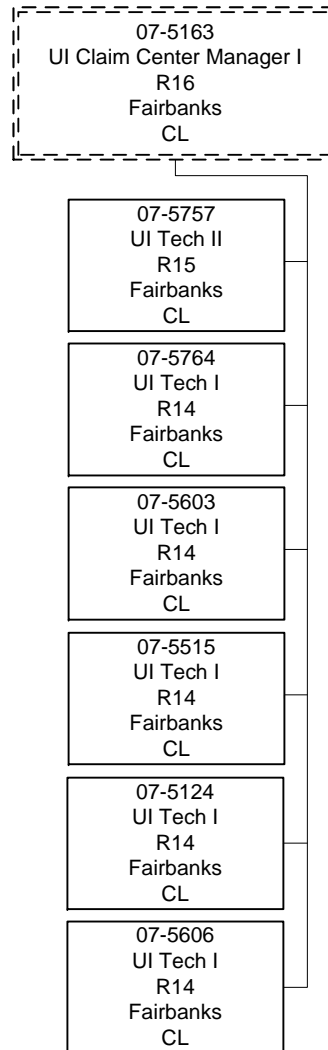 07-5163
UI Claim Center Manager I
R16
Fairbanks
CL
07-5757
UI Tech II
R15
Fairbanks
CL
07-5764
UI Tech I
R14
Fairbanks
CL
07-5603
UI Tech I
R14
Fairbanks
CL
07-5515
UI Tech I
R14
Fairbanks
CL
07-5124
UI Tech I
R14
Fairbanks
CL
07-5606
UI Tech I
R14
Fairbanks
CL